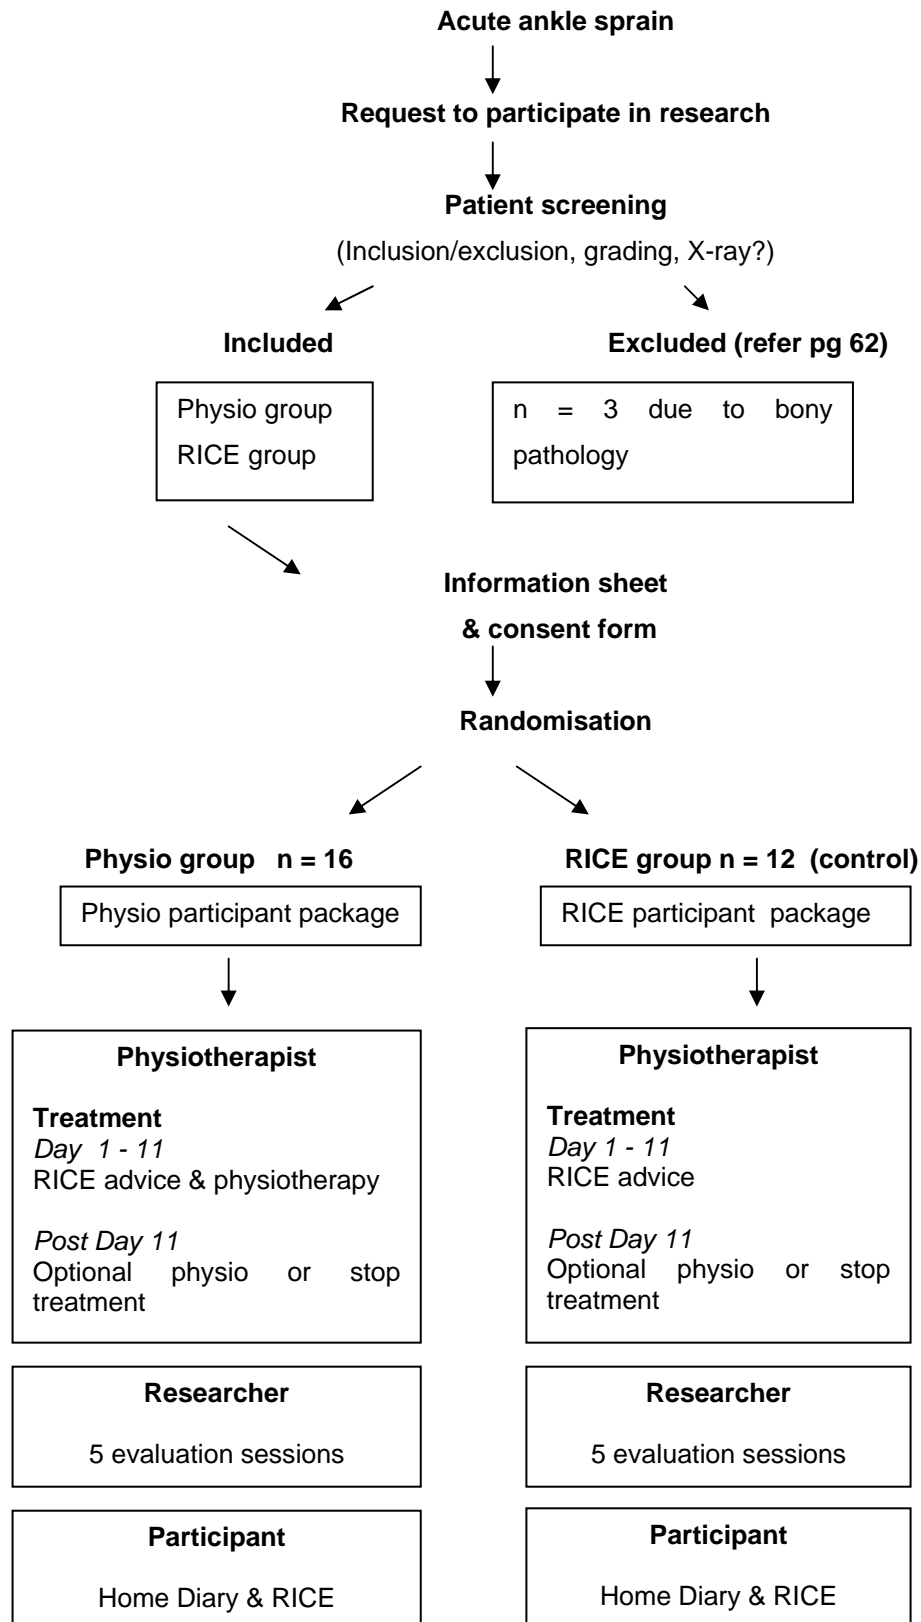 Acute ankle sprain
Request to participate in research
Patient screening
(Inclusion/exclusion, grading, X-ray?)
Included
Excluded (refer pg 62)
Physio group
RICE group
n = 3 due to bony
pathology
Information sheet
& consent form
Randomisation
Physio group n = 16
Physio participant package
RICE group n = 12 (control)
RICE participant package
Physiotherapist
Treatment
Day 1 - 11
RICE advice & physiotherapy
Post Day 11
Optional physio or stop
treatment
Physiotherapist
Treatment
Day 1 - 11
RICE advice
Post Day 11
Optional physio or stop
treatment
Researcher
5 evaluation sessions
Researcher
5 evaluation sessions
Participant
Home Diary & RICE
Participant
Home Diary & RICE